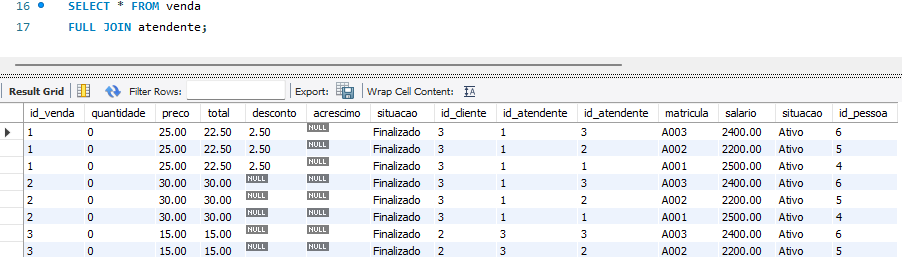 16 SELECT * FROM venda
17 FULL JOIN atendente;
Result Grid Filter Rows: Export: Wrap Cell Content:
id_venda quantidade preco total desconto acrescimo situacao id_cliente id_atendente id_atendente matricula salario situacao id_pessoa
1 0 25.00 22.50 2.50 NULL Finalizado 3 1 3 A003 2400.00 Ativo 6
1 0 25.00 22.50 2.50 NULL Finalizado 3 1 2 A002 2200.00 Ativo 5
1 0 25.00 22.50 2.50 NULL Finalizado 3 1 1 A001 2500.00 Ativo 4
2 0 30.00 30.00 NULL NULL Finalizado 3 1 3 A003 2400.00 Ativo 6
2 0 30.00 30.00 NULL NULL Finalizado 3 1 2 A002 2200.00 Ativo 5
2 0 30.00 30.00 NULL NULL Finalizado 3 1 1 A001 2500.00 Ativo 4
3 0 15.00 15.00 NULL NULL Finalizado 2 3 3 A003 2400.00 Ativo 6
3 0 15.00 15.00 NULL NULL Finalizado 2 3 2 A002 2200.00 Ativo 5